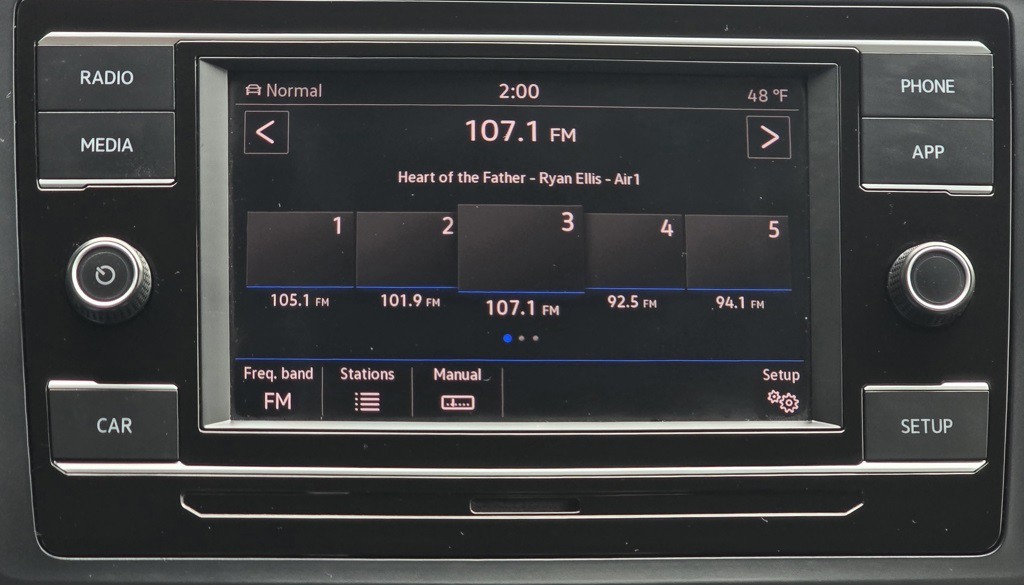 RADIO
MEDIA
PHONE
APP
Normal 2:00 48 °F
< 107.1 FM >
Heart of the Father - Ryan Ellis - Air1
1 2 3 4 5
105.1 FM 101.9 FM 107.1 FM 92.5 FM 94.1 FM
Freq. band Stations Manual Setup
FM
CAR
SETUP